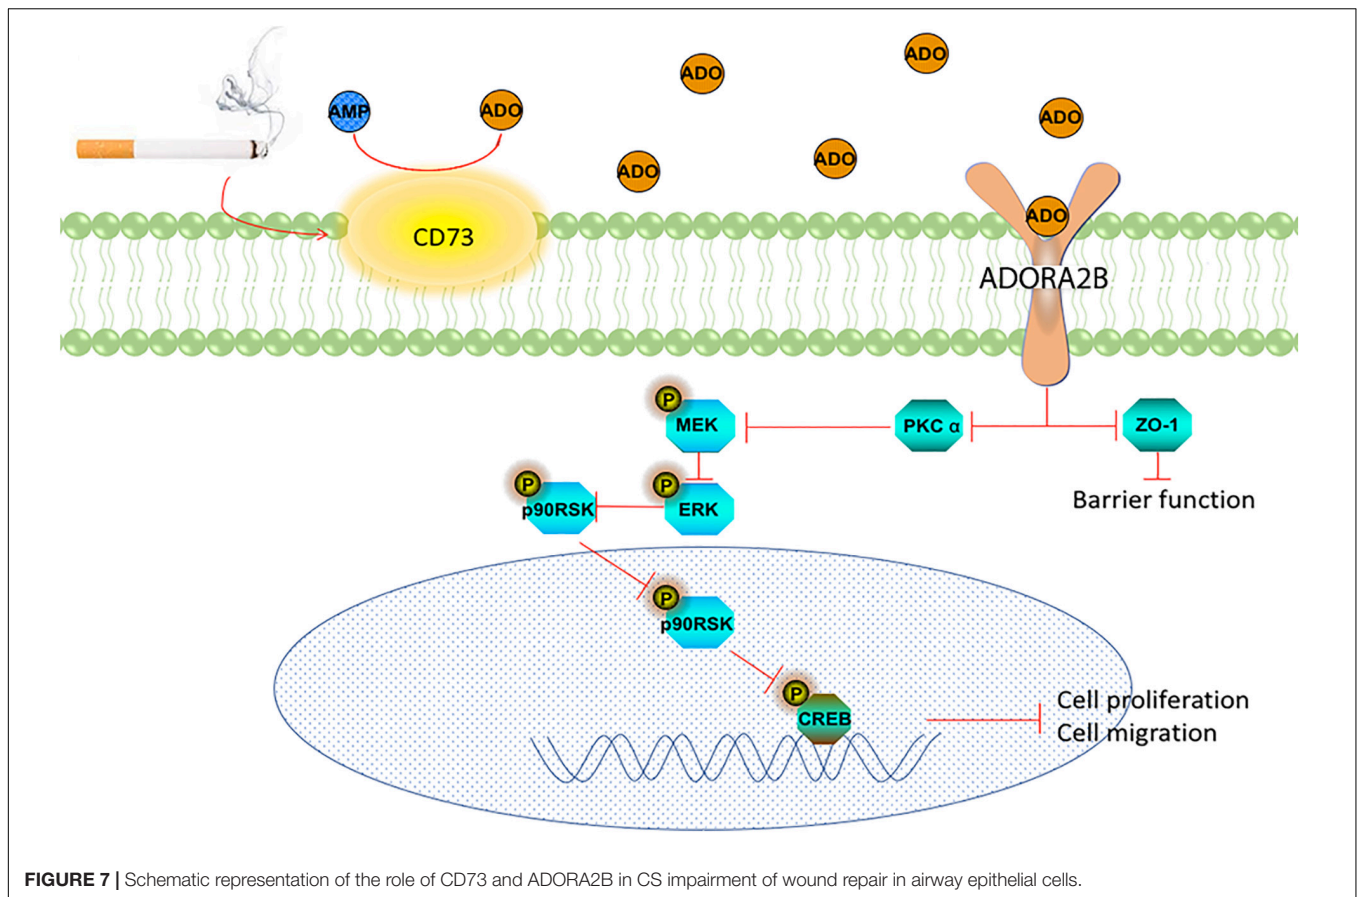 ADO
ADO
AMP
ADO
ADO
ADO
ADO
ADO
CD73
ADORA2B
P
MEK
PKC α
ZO-1
P
P
p90RSK
ERK
Barrier function
P
p90RSK
P
CREB
Cell proliferation
Cell migration
FIGURE 7 | Schematic representation of the role of CD73 and ADORA2B in CS impairment of wound repair in airway epithelial cells.